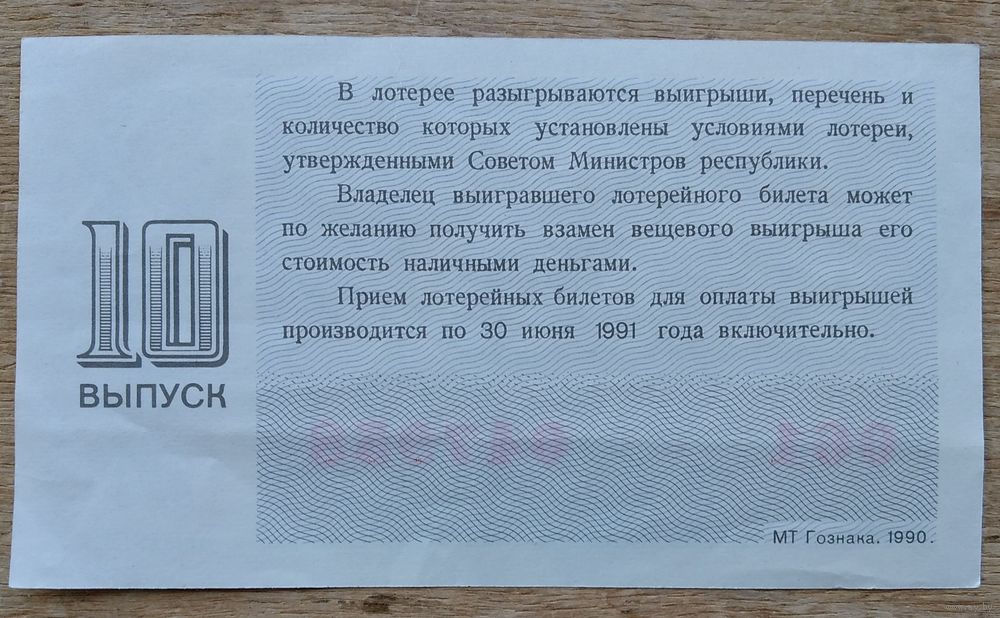 В лотерее разыгрываются выигрыши, перечень и
количество которых установлены условиями лотереи,
утвержденными Советом Министров республики.
Владелец выигравшего лотерейного билета может
по желанию получить взамен вещевого выигрыша его
стоимость наличными деньгами.
Прием лотерейных билетов для оплаты выигрышей
производится по 30 июня 1991 года включительно.
10
ВЫПУСК
МТ Гознака. 1990.